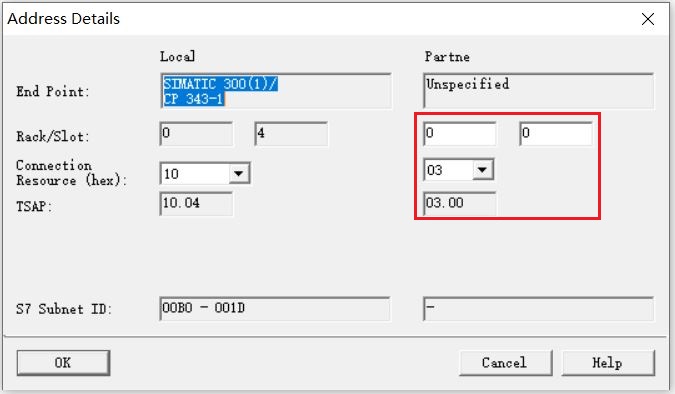 Address Details
Local Partne
End Point: SIMATIC 300(1)/ Unspecified
CP 343-1
Rack/Slot: 0 4 0 0
Connection
Resource (hex): 10 03
TSAP: 10.04 03.00
S7 Subnet ID: 00B0 - 001D -
OK Cancel Help